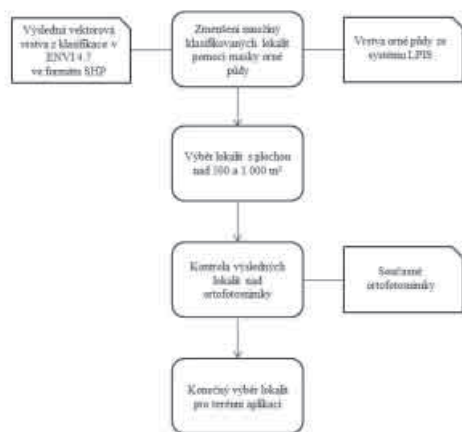 Výsledná vektorová
vrstva z klasifikace v
ENVI 4.7
ve formátu SHP
Zmenšení množiny
klasifikovaných lokalit
pomocí masky orné
půdy
Vrstva orné půdy ze
systému LPIS
Výběr lokalit s plochou
nad 500 a 1 000 m²
Kontrola výsledných
lokalit nad
ortofotosnímky
Současné
ortofotosnímky
Konečný výběr lokalit
pro terénní aplikaci